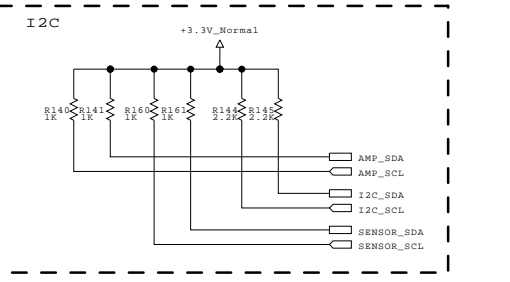 I2C
+3.3V_Normal
R140 R141 R160 R161 R144 R145
1K 1K 1K 1K 2.2K 2.2K
AMP_SDA
AMP_SCL
I2C_SDA
I2C_SCL
SENSOR_SDA
SENSOR_SCL